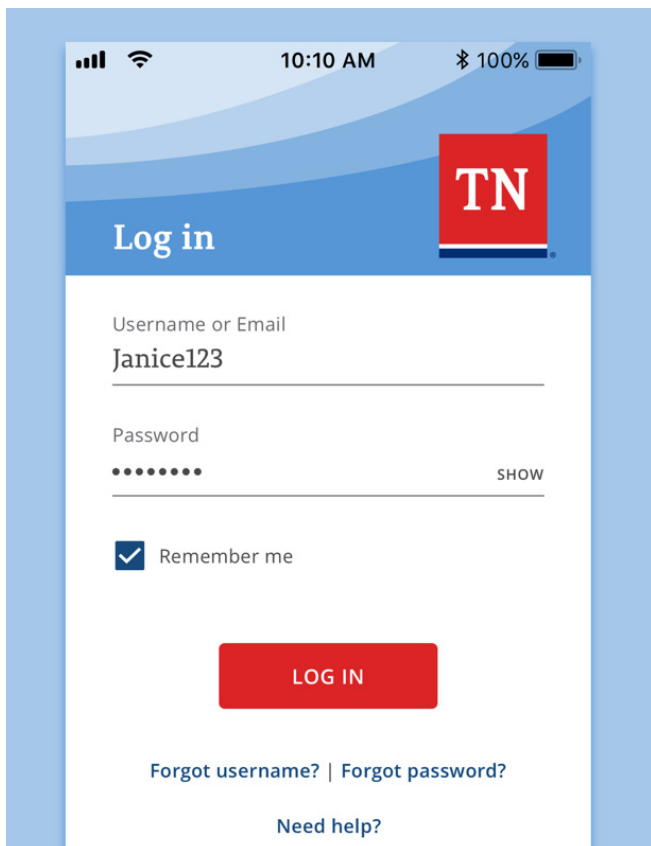 10:10 AM 100%
TN
Log in
Username or Email
Janice123
Password
•••••••• SHOW
Remember me
LOG IN
Forgot username? | Forgot password?
Need help?